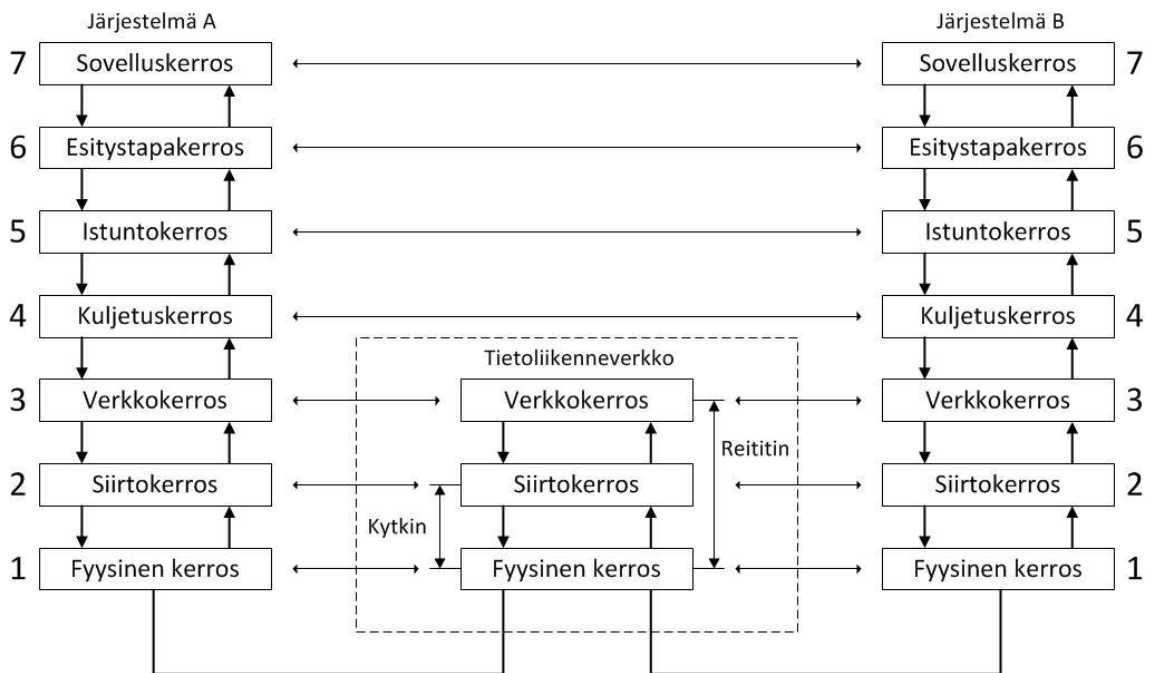 Järjestelmä A
Järjestelmä B
7 Sovelluskerros
Sovelluskerros 7
6 Esitystapakerros
Esitystapakerros 6
5 Istuntokerros
Istuntokerros 5
4 Kuljetuskerros
Kuljetuskerros 4
Tietoliikenneverkko
3 Verkkokerros
Verkkokerros
Verkkokerros 3
Reititin
2 Siirtokerros
Siirtokerros
Siirtokerros 2
Kytkin
1 Fyysinen kerros
Fyysinen kerros
Fyysinen kerros 1